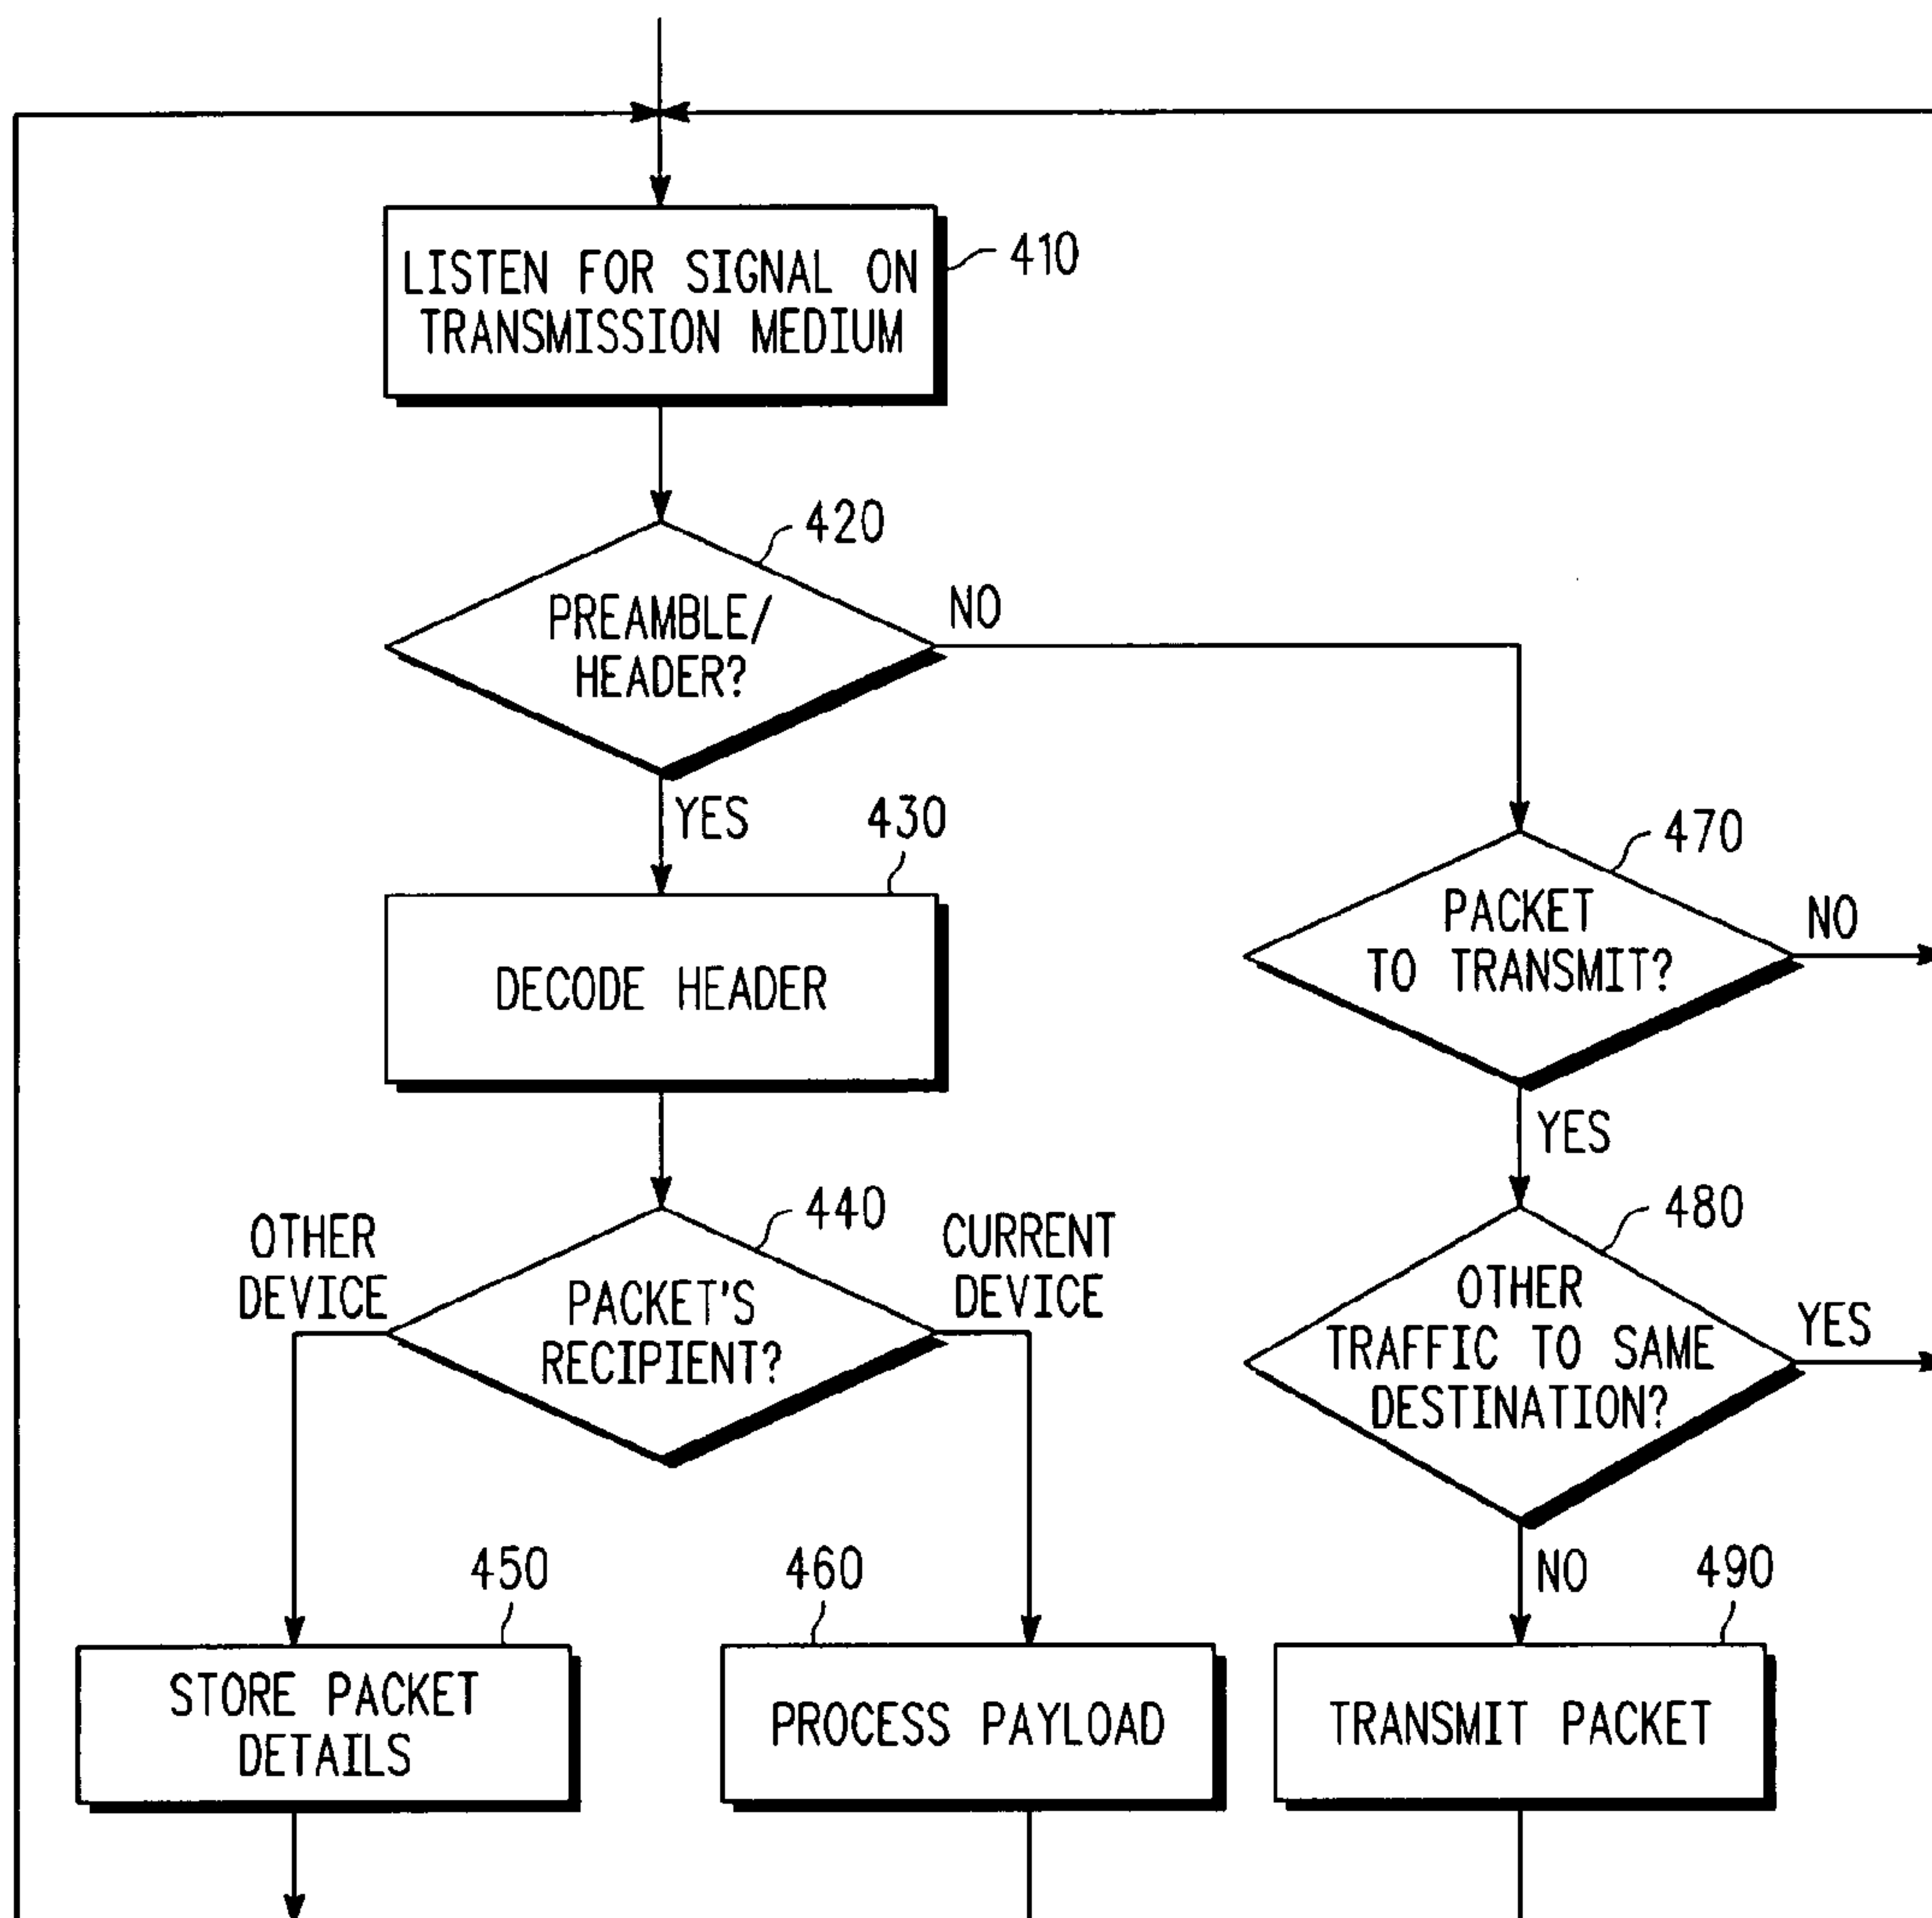 LISTEN FOR SIGNAL ON
TRANSMISSION MEDIUM
410
420
PREAMBLE/
HEADER?
NO
YES
430
DECODE HEADER
470
PACKET
TO TRANSMIT?
NO
YES
440
OTHER
DEVICE
PACKET'S
RECIPIENT?
CURRENT
DEVICE
480
OTHER
TRAFFIC TO SAME
DESTINATION?
YES
NO
450
STORE PACKET
DETAILS
460
PROCESS PAYLOAD
490
TRANSMIT PACKET